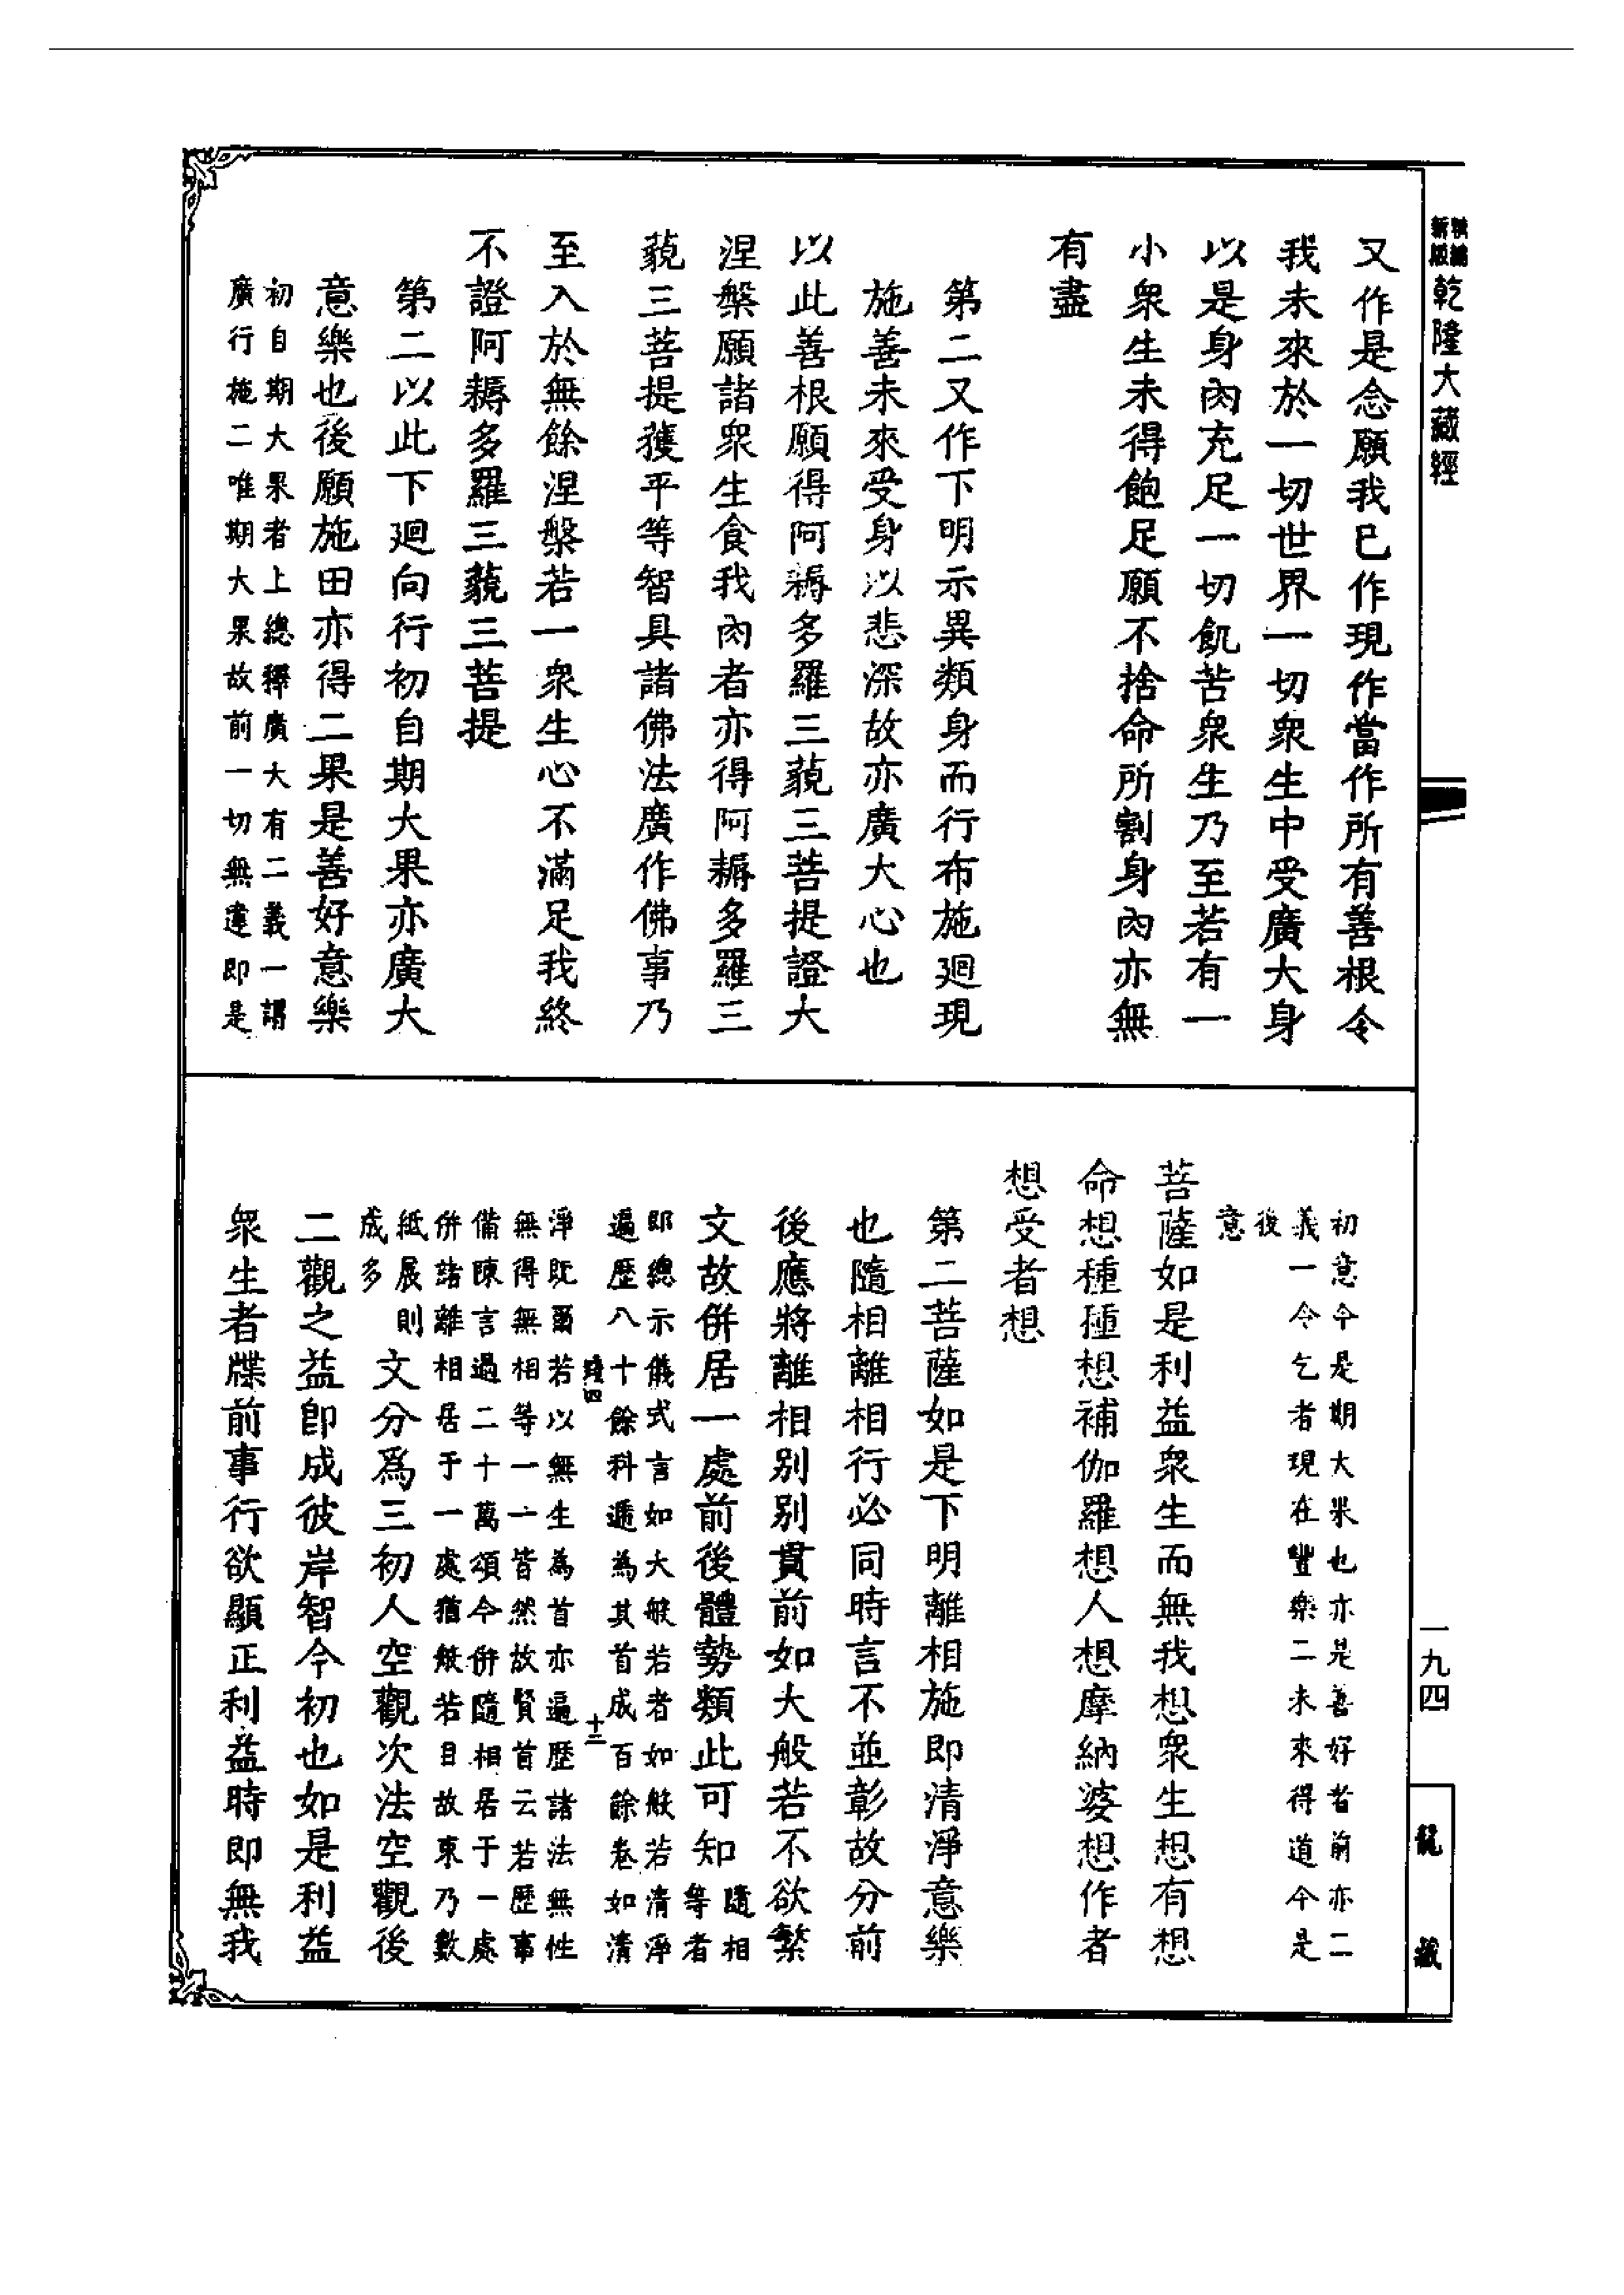 新版
乾隆大藏經
又作是念願我已作現作當作所有善根令
我未來於一切世界一切衆生中受廣大身
以是身肉充足一切飢苦衆生乃至若有一
小衆生未得飽足願不捨命所割身肉亦無
有盡
第二又作下明示異類身而行布施廻現
施善未來受身以悲深故亦廣大心也
以此善根願得阿耨多羅三藐三菩提證大
涅槃願諸衆生食我肉者亦得阿耨多羅三
藐三菩提獲平等智具諸佛法廣作佛事乃
至入於無餘涅槃若一衆生心不滿足我終
不證阿耨多羅三藐三菩提
第二以此下廻向行初自期大果亦廣大
意樂也後願施田亦得二果是善好意樂
初自期大果者上總釋廣大有二義一謂
廣行施二唯期大果故前一切無違即是
初意今是期大果也亦是善好者前亦二
義一令乞者現在豐樂二未來得道今是
後
意
菩薩如是利益衆生而無我想衆生想有想
命想種種想補伽羅想人想摩納婆想作者
想受者想
第二菩薩如是下明離相施即清淨意樂
也隨相離相行必同時言不並彰故分前
後應將離相別別貫前如大般若不欲繁
文故併居一處前後體勢類此可知
隨相
等者
即總示儀式言如大般若者如般若清淨
遍歷八十餘科遞為其首成百餘卷如清
十二
淨既爾若以無生為首亦遍歷諸法無性
無得無相等一一皆然故賢首云若歷事
備陳言過二十萬頌今併隨相居于一處
併諸離相居于一處猶般若目故東乃數
紙展則
成多
文分爲三初人空觀次法空觀後
二觀之益卽成彼岸智今初也如是利益
衆生者牒前事行欲顯正利益時即無我
一九四
龍藏